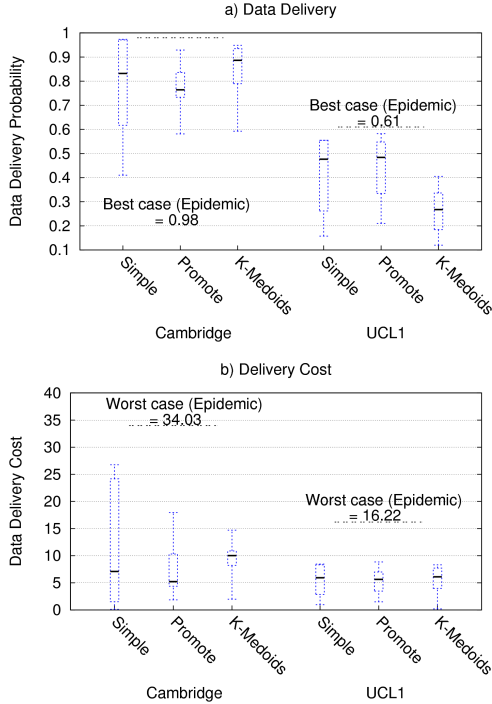 a) Data Delivery
1
0.9
0.8
0.7
0.6
0.5
0.4
0.3
0.2
0.1
Data Delivery Probability
Best case (Epidemic)
= 0.98
Best case (Epidemic)
= 0.61
Simple
Promote
K-Medoids
Simple
Promote
K-Medoids
Cambridge
UCL1
b) Delivery Cost
40
35
30
25
20
15
10
5
0
Data Delivery Cost
Worst case (Epidemic)
= 34.03
Worst case (Epidemic)
= 16.22
Simple
Promote
K-Medoids
Simple
Promote
K-Medoids
Cambridge
UCL1